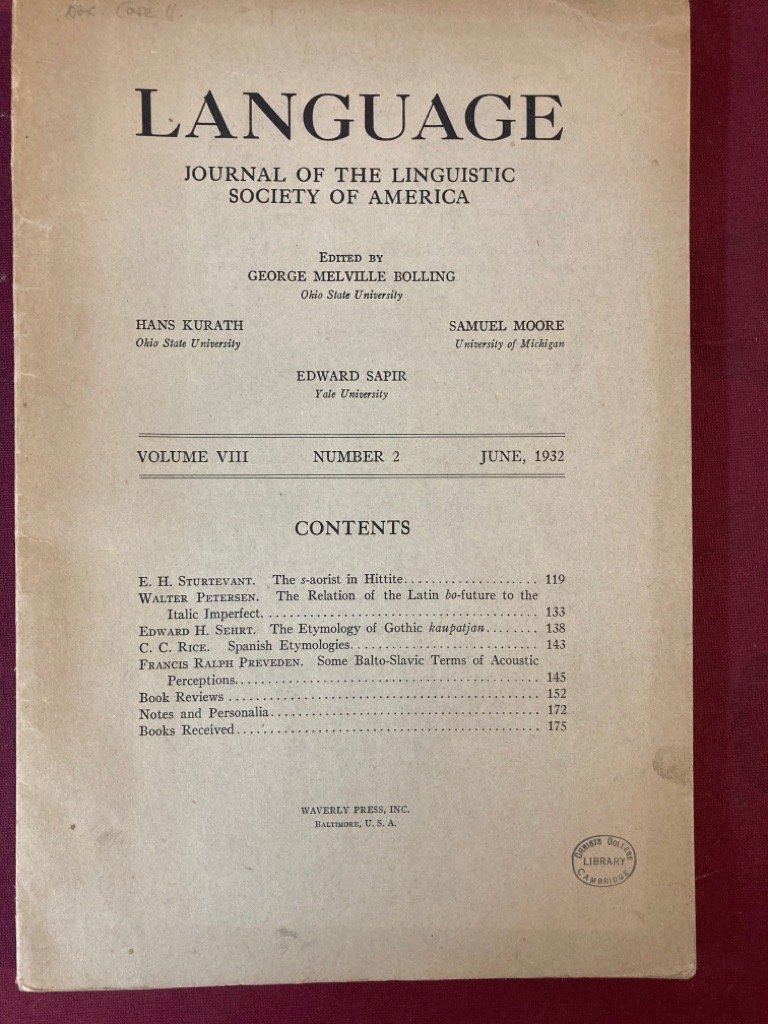 Box. Case II.
LANGUAGE
JOURNAL OF THE LINGUISTIC
SOCIETY OF AMERICA
EDITED BY
GEORGE MELVILLE BOLLING
Ohio State University
HANS KURATH SAMUEL MOORE
Ohio State University University of Michigan
EDWARD SAPIR
Yale University
VOLUME VIII NUMBER 2 JUNE, 1932
CONTENTS
E. H. STURTEVANT. The s-aorist in Hittite.................... 119
WALTER PETERSEN. The Relation of the Latin bo-future to the
Italic Imperfect......................................... 133
EDWARD H. SEHRT. The Etymology of Gothic kaupatjan........ 138
C. C. RICE. Spanish Etymologies............................ 143
FRANCIS RALPH PREVEDEN. Some Balto-Slavic Terms of Acoustic
Perceptions............................................. 145
Book Reviews .............................................. 152
Notes and Personalia........................................ 172
Books Received............................................. 175
WAVERLY PRESS, INC.
BALTIMORE, U. S. A.
CHRISTS COLLEGE
LIBRARY
CAMBRIDGE